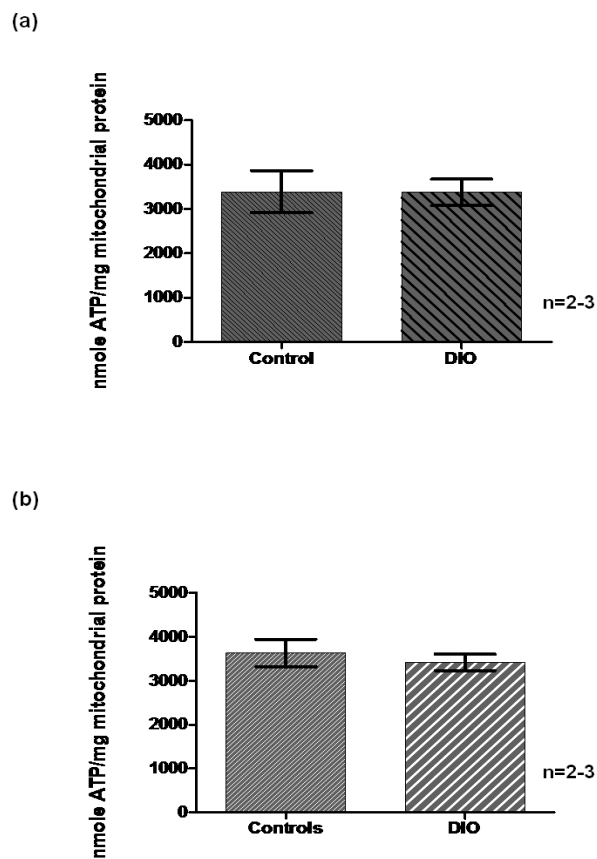 (a)
nmole ATP/mg mitochondrial protein
5000
4000
3000
2000
1000
0
Control
DIO
n=2-3
(b)
nmole ATP/mg mitochondrial protein
5000
4000
3000
2000
1000
0
Controls
DIO
n=2-3